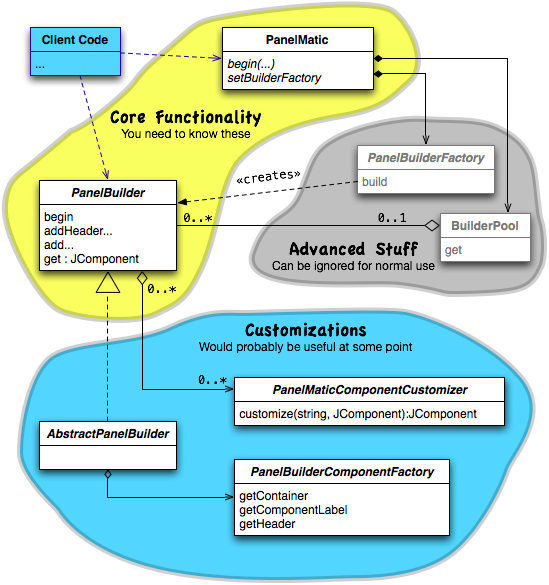 Client Code
...
PanelMatic
begin(...)
setBuilderFactory
Core Functionality
You need to know these
PanelBuilderFactory
build
«creates»
PanelBuilder
begin
addHeader...
add...
get : JComponent
0..*
0..1
BuilderPool
get
Advanced Stuff
Can be ignored for normal use
0..*
Customizations
Would probably be useful at some point
0..*
PanelMaticComponentCustomizer
customize(string, JComponent):JComponent
AbstractPanelBuilder
PanelBuilderComponentFactory
getContainer
getComponentLabel
getHeader